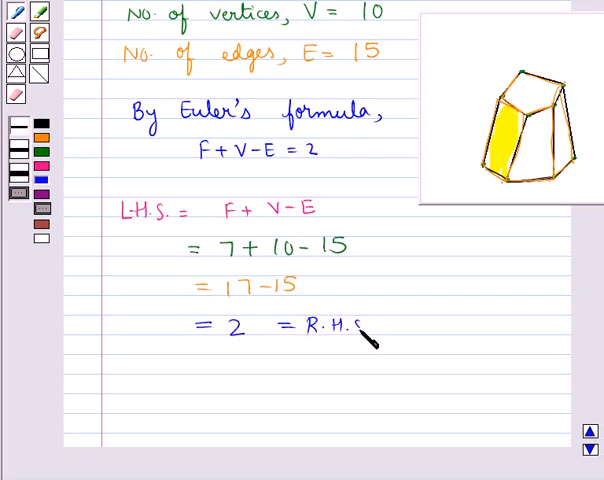 No. of vertices, V = 10
No. of edges, E = 15
By Euler's formula,
F + V - E = 2
L.H.S. = F + V - E
= 7 + 10 - 15
= 17 - 15
= 2 = R.H.S